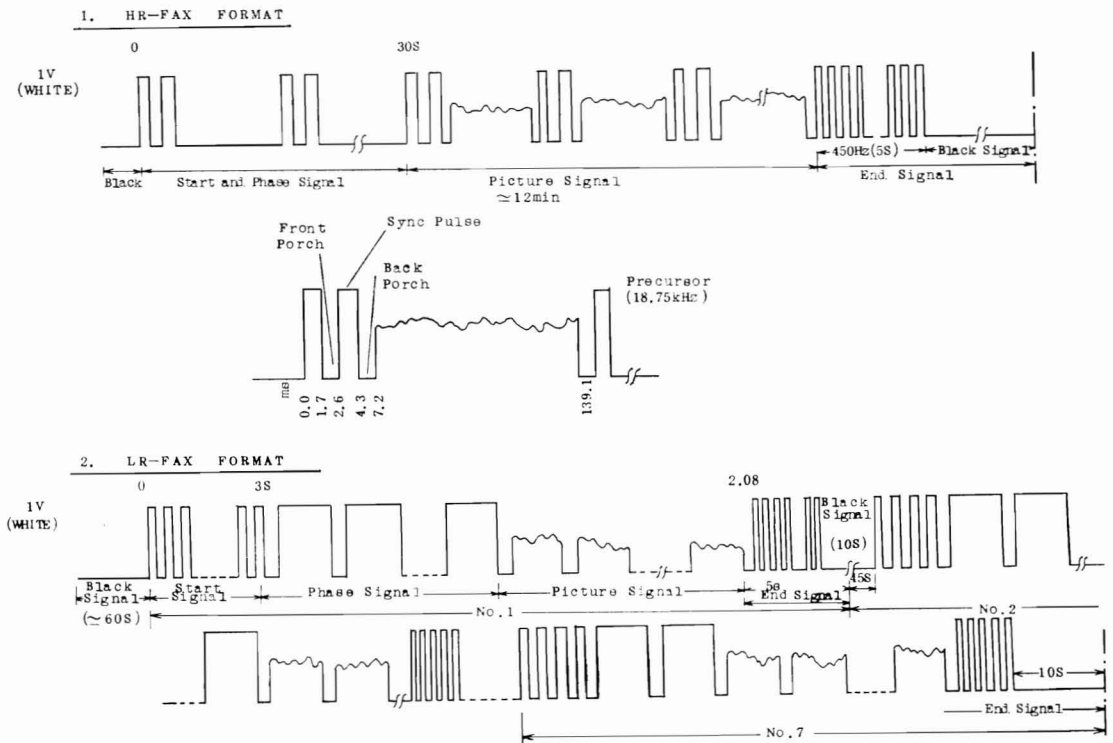 1. HR-FAX FORMAT
0 30S
1V
(WHITE)
450Hz(5S) Black Signal.
Black Start and Phase Signal Picture Signal End Signal
≃12min
Front
Porch
Sync Pulse
Back
Porch
Precursor
(18.75kHz)
ms 0.0 1.7 2.6 4.3 7.2 139.1
2. LR-FAX FORMAT
0 3S 2.08
1V
(WHITE)
Black
Signal
(10S)
Black
Signal
(≃60S)
Start
Signal
Phase Signal Picture Signal 5s 45S
End Signal
No.1 No.2
10S
End Signal
No.7